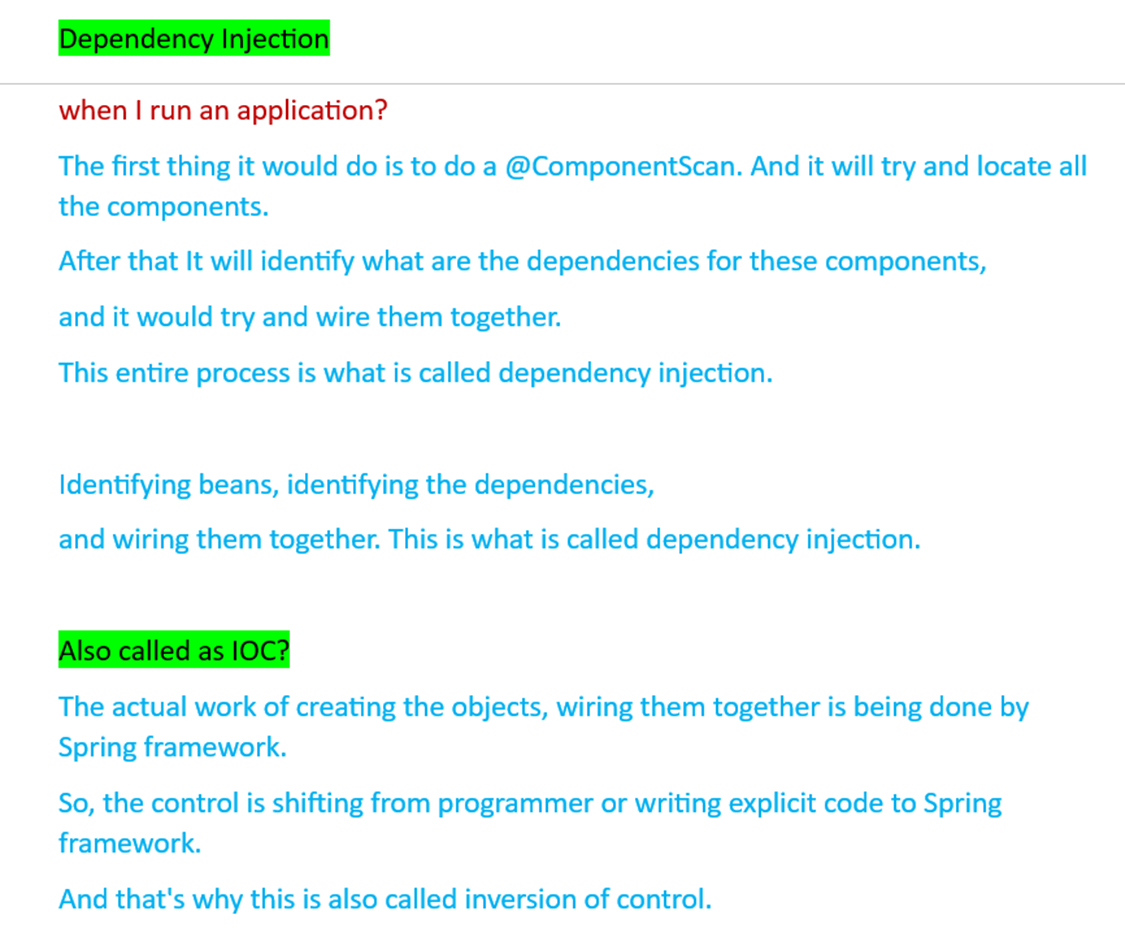 Dependency Injection
when I run an application?
The first thing it would do is to do a @ComponentScan. And it will try and locate all
the components.
After that It will identify what are the dependencies for these components,
and it would try and wire them together.
This entire process is what is called dependency injection.
Identifying beans, identifying the dependencies,
and wiring them together. This is what is called dependency injection.
Also called as IOC?
The actual work of creating the objects, wiring them together is being done by
Spring framework.
So, the control is shifting from programmer or writing explicit code to Spring
framework.
And that's why this is also called inversion of control.